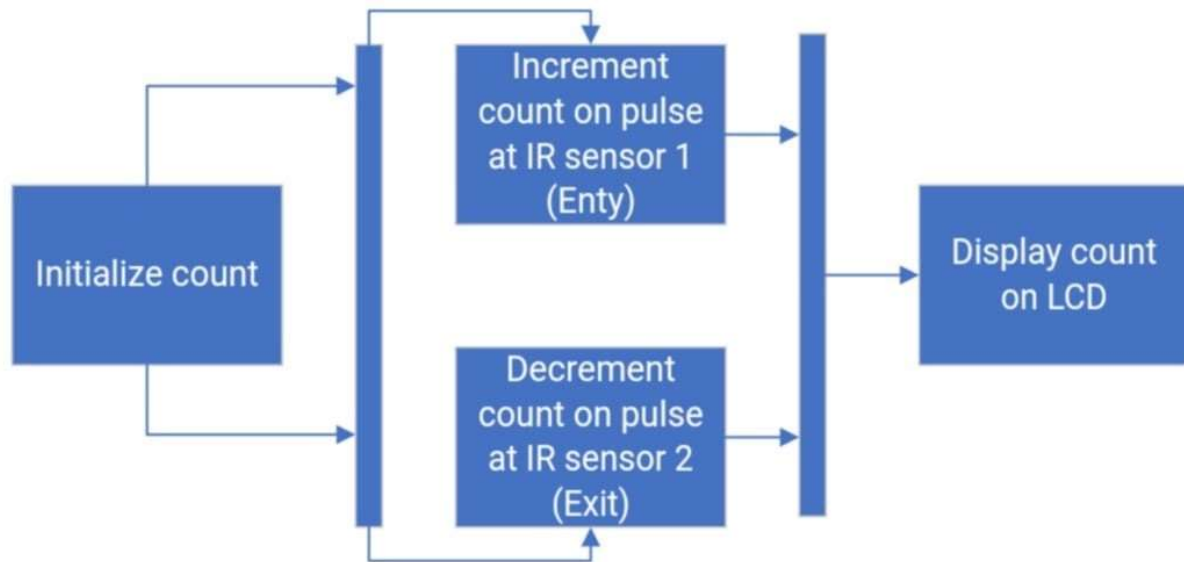 Initialize count
Increment
count on pulse
at IR sensor 1
(Enty)
Decrement
count on pulse
at IR sensor 2
(Exit)
Display count
on LCD